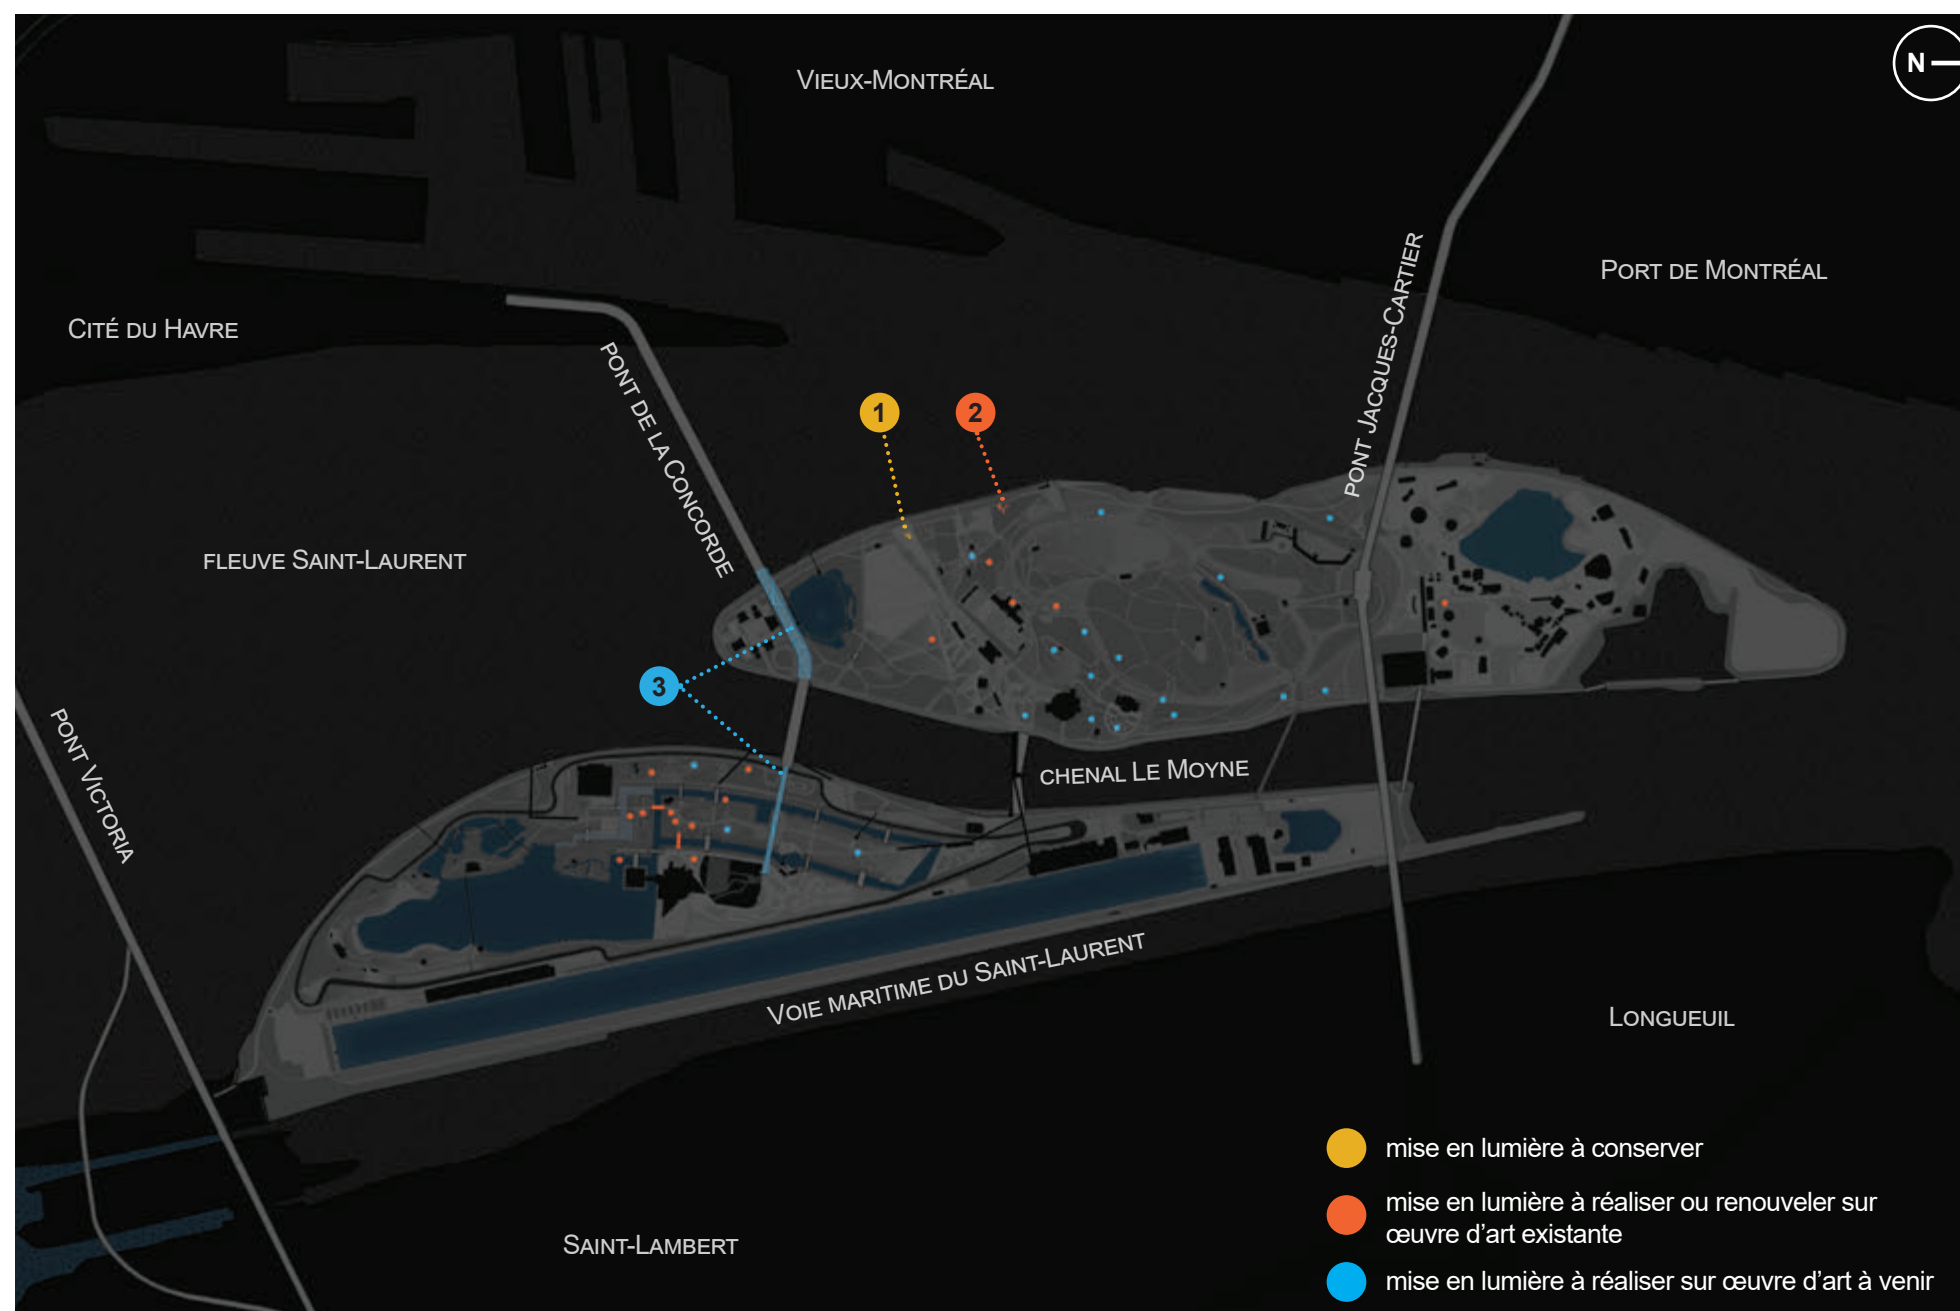 VIEUX-MONTRÉAL
N
PORT DE MONTRÉAL
CITÉ DU HAVRE
PONT DE LA CONCORDE
PONT JACQUES-CARTIER
1
2
FLEUVE SAINT-LAURENT
3
PONT VICTORIA
CHENAL LE MOYNE
VOIE MARITIME DU SAINT-LAURENT
LONGUEUIL
SAINT-LAMBERT
mise en lumière à conserver
mise en lumière à réaliser ou renouveler sur
œuvre d’art existante
mise en lumière à réaliser sur œuvre d’art à venir